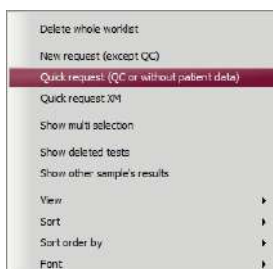 Delete whole worklist
New request (except QC)
Quick request (QC or without patient data)
Quick request XM
Show multi selection
Show deleted tests
Show other sample's results
View
Sort
Sort order by
Font